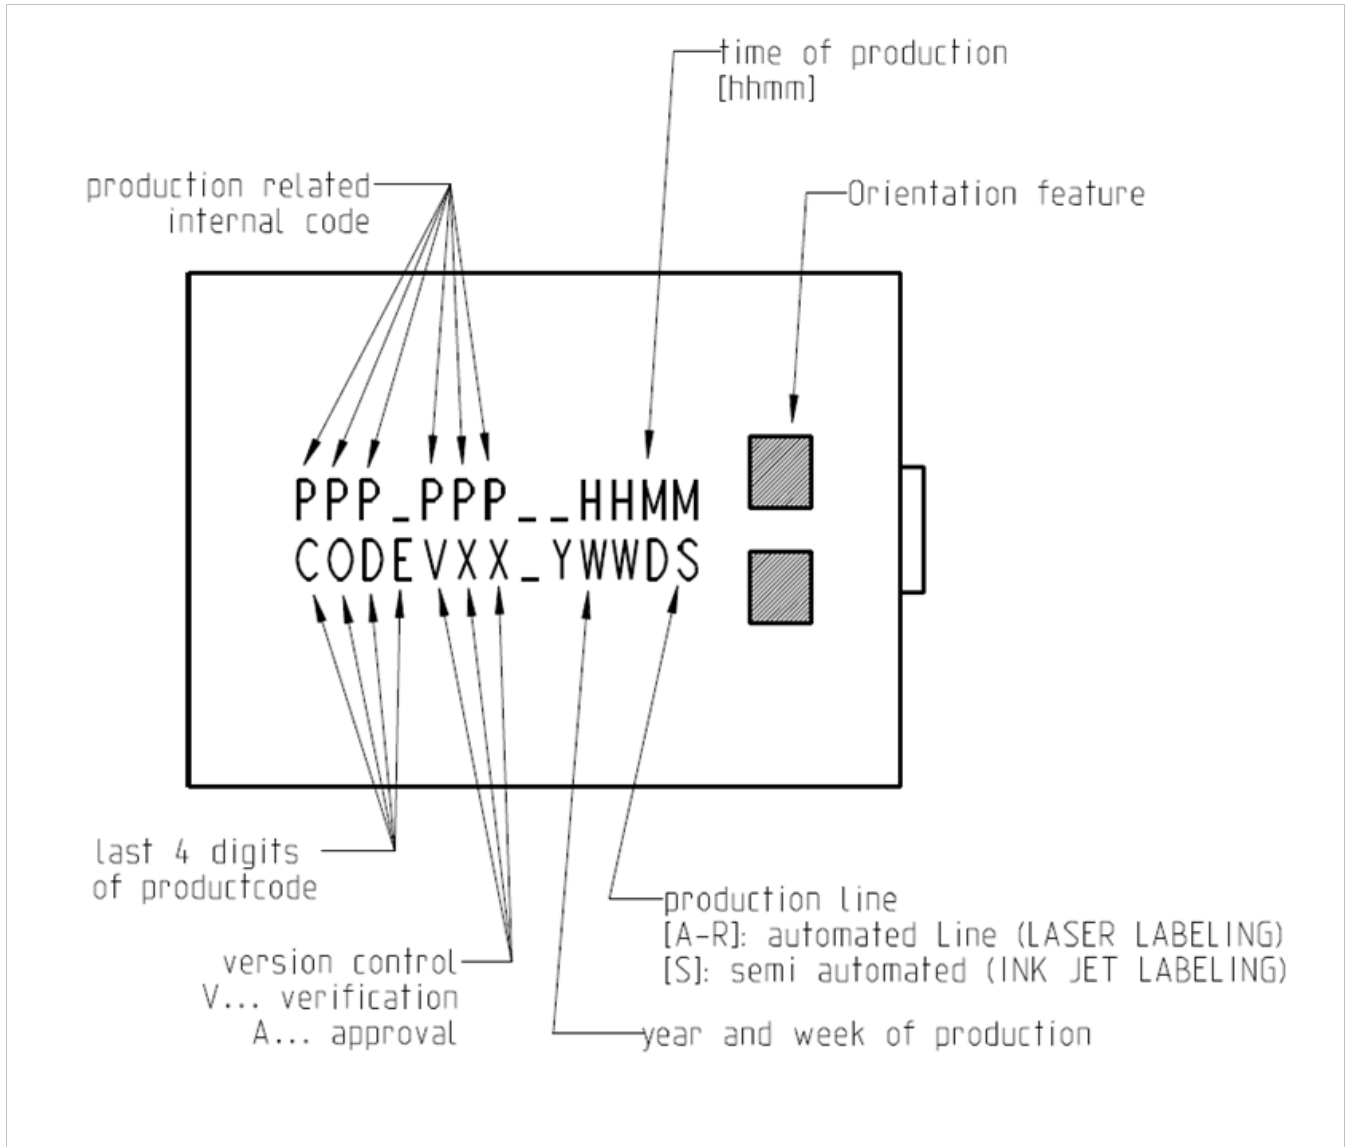 time of production
[hhmm]
production related
internal code
Orientation feature
PPP_PPP__HHMM
CODEVXX_YWWDS
last 4 digits
of productcode
version control
V... verification
A... approval
production line
[A-R]: automated Line (LASER LABELING)
[S]: semi automated (INK JET LABELING)
year and week of production